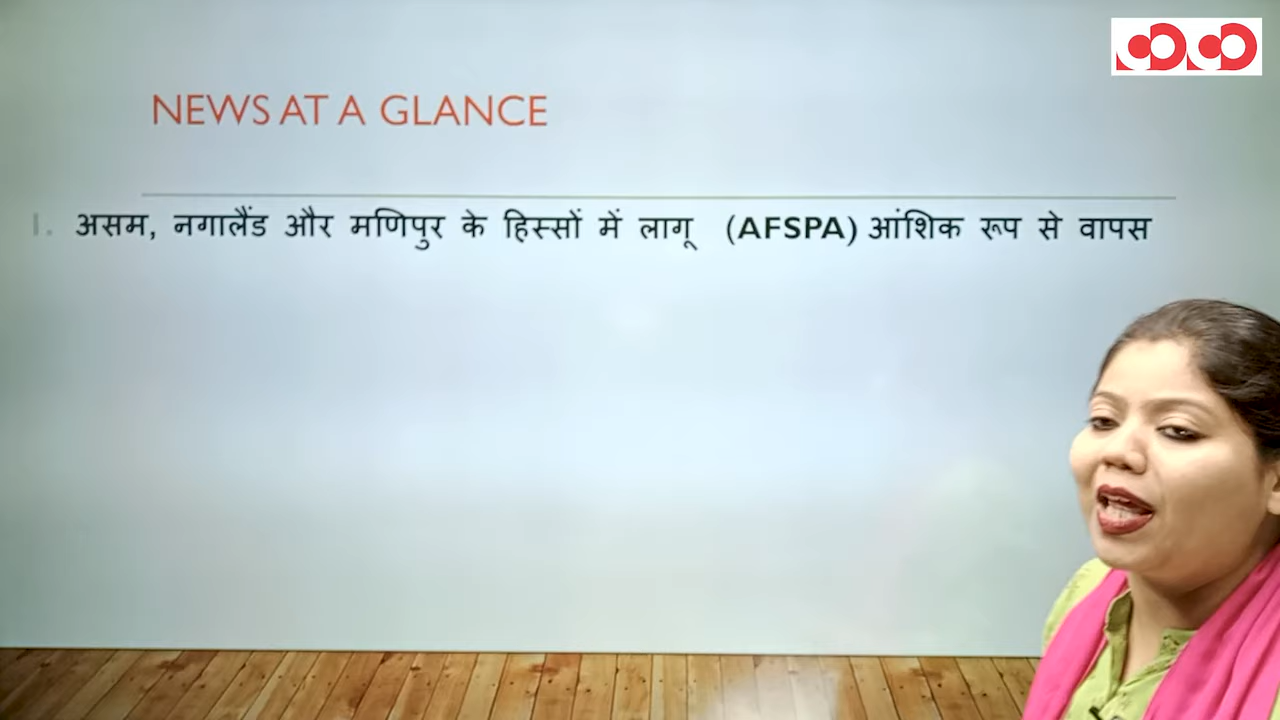 NEWS AT A GLANCE
1. असम, नगालैंड और मणिपुर के हिस्सों में लागू (AFSPA) आंशिक रूप से वापस